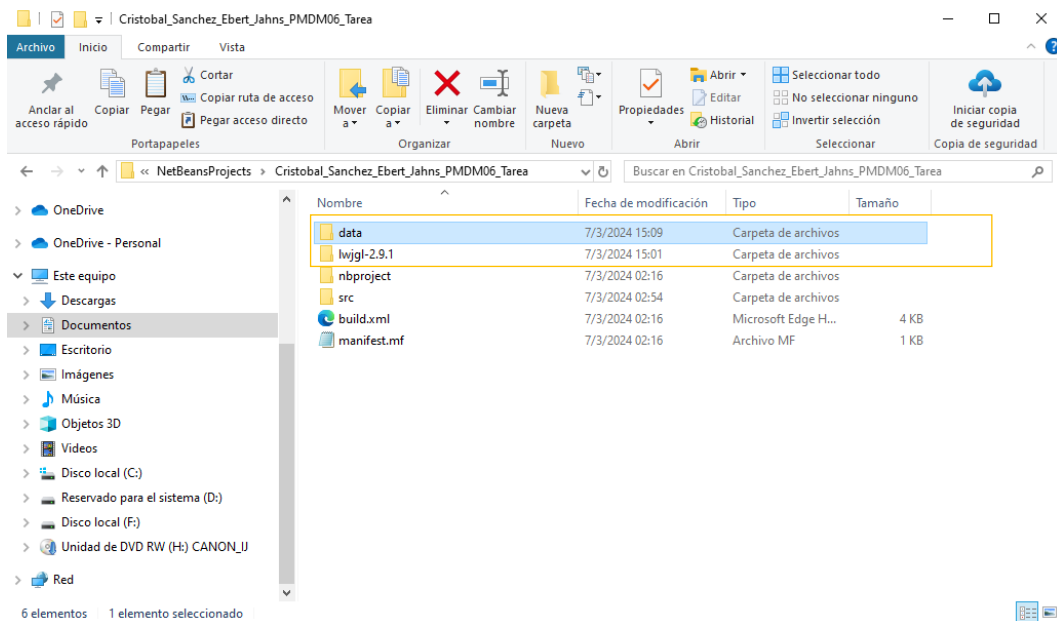 Cristobal_Sanchez_Ebert_Jahns_PMDM06_Tarea
Archivo Inicio Compartir Vista
Anclar al acceso rápido
Copiar
Pegar
Cortar
Copiar ruta de acceso
Pegar acceso directo
Portapapeles
Mover a
Copiar a
Eliminar
Cambiar nombre
Organizar
Nueva carpeta
Nuevo
Propiedades
Abrir
Editar
Historial
Abrir
Seleccionar todo
No seleccionar ninguno
Invertir selección
Seleccionar
Iniciar copia de seguridad
Copia de seguridad
« NetBeansProjects > Cristobal_Sanchez_Ebert_Jahns_PMDM06_Tarea
Buscar en Cristobal_Sanchez_Ebert_Jahns_PMDM06_Tarea
OneDrive
OneDrive - Personal
Este equipo
Descargas
Documentos
Escritorio
Imágenes
Música
Objetos 3D
Videos
Disco local (C:)
Reservado para el sistema (D:)
Disco local (F:)
Unidad de DVD RW (H:) CANON_IJ
Red
Nombre Fecha de modificación Tipo Tamaño
data 7/3/2024 15:09 Carpeta de archivos
lwjgl-2.9.1 7/3/2024 15:01 Carpeta de archivos
nbproject 7/3/2024 02:16 Carpeta de archivos
src 7/3/2024 02:54 Carpeta de archivos
build.xml 7/3/2024 02:16 Microsoft Edge H... 4 KB
manifest.mf 7/3/2024 02:16 Archivo MF 1 KB
6 elementos 1 elemento seleccionado